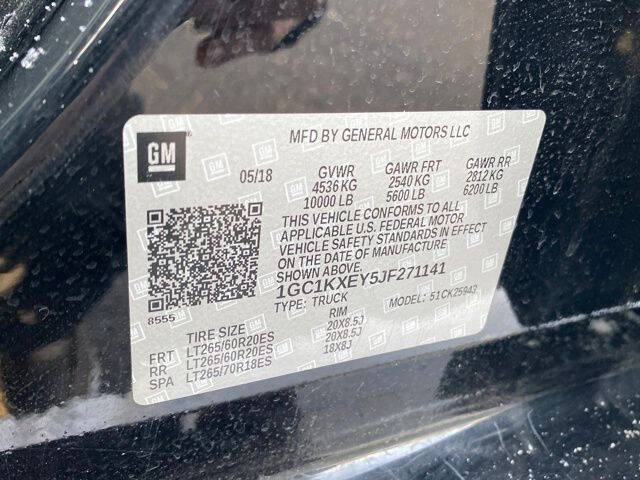 GM
MFD BY GENERAL MOTORS LLC
05/18 GVWR GAWR FRT GAWR RR
4536 KG 2540 KG 2812 KG
10000 LB 5600 LB 6200 LB
THIS VEHICLE CONFORMS TO ALL
APPLICABLE U.S. FEDERAL MOTOR
VEHICLE SAFETY STANDARDS IN EFFECT
ON THE DATE OF MANUFACTURE
SHOWN ABOVE.
1GC1KXEY5JF271141
8555 TYPE: TRUCK MODEL: 51CK25943
TIRE SIZE RIM
FRT LT265/60R20ES 20X8.5J
RR LT265/60R20ES 20X8.5J
SPA LT265/70R18ES 18X8J